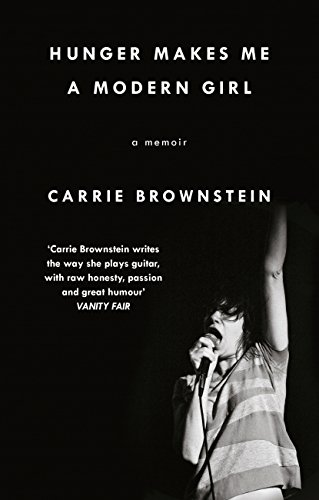 HUNGER MAKES ME
A MODERN GIRL
a memoir
CARRIE BROWNSTEIN
‘Carrie Brownstein writes
the way she plays guitar,
with raw honesty, passion
and great humour’
VANITY FAIR